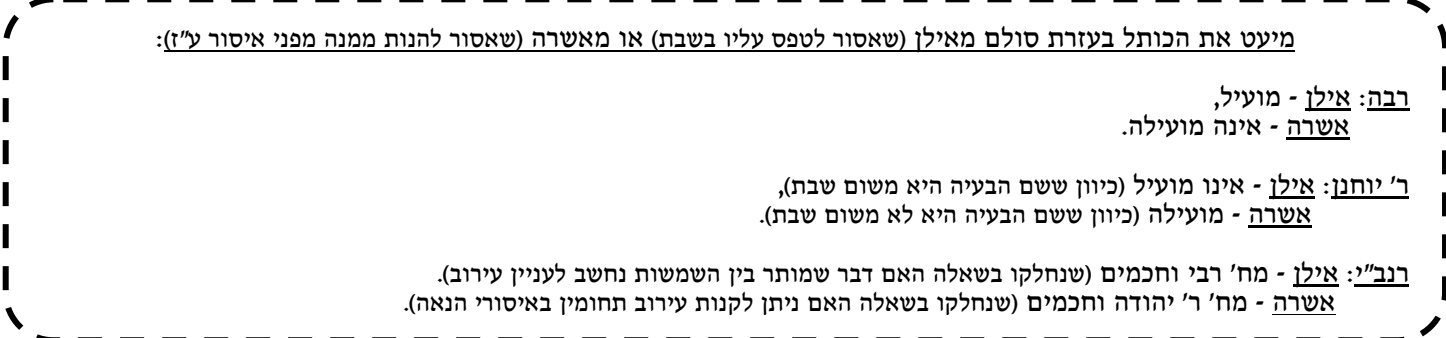 מיעט את הכותל בעזרת סולם מאילן (שאסור לטפס עליו בשבת) או מאשרה (שאסור להנות ממנה מפני איסור ע"ז):
רבה: אילן - מועיל,
אשרה - אינה מועילה.
ר' יוחנן: אילן - אינו מועיל (כיוון ששם הבעיה היא משום שבת),
אשרה - מועילה (כיוון ששם הבעיה היא לא משום שבת).
רנב"י: אילן - מח' רבי וחכמים (שנחלקו בשאלה האם דבר שמותר בין השמשות נחשב לעניין עירוב).
אשרה - מח' ר' יהודה וחכמים (שנחלקו בשאלה האם ניתן לקנות עירוב תחומין באיסורי הנאה).